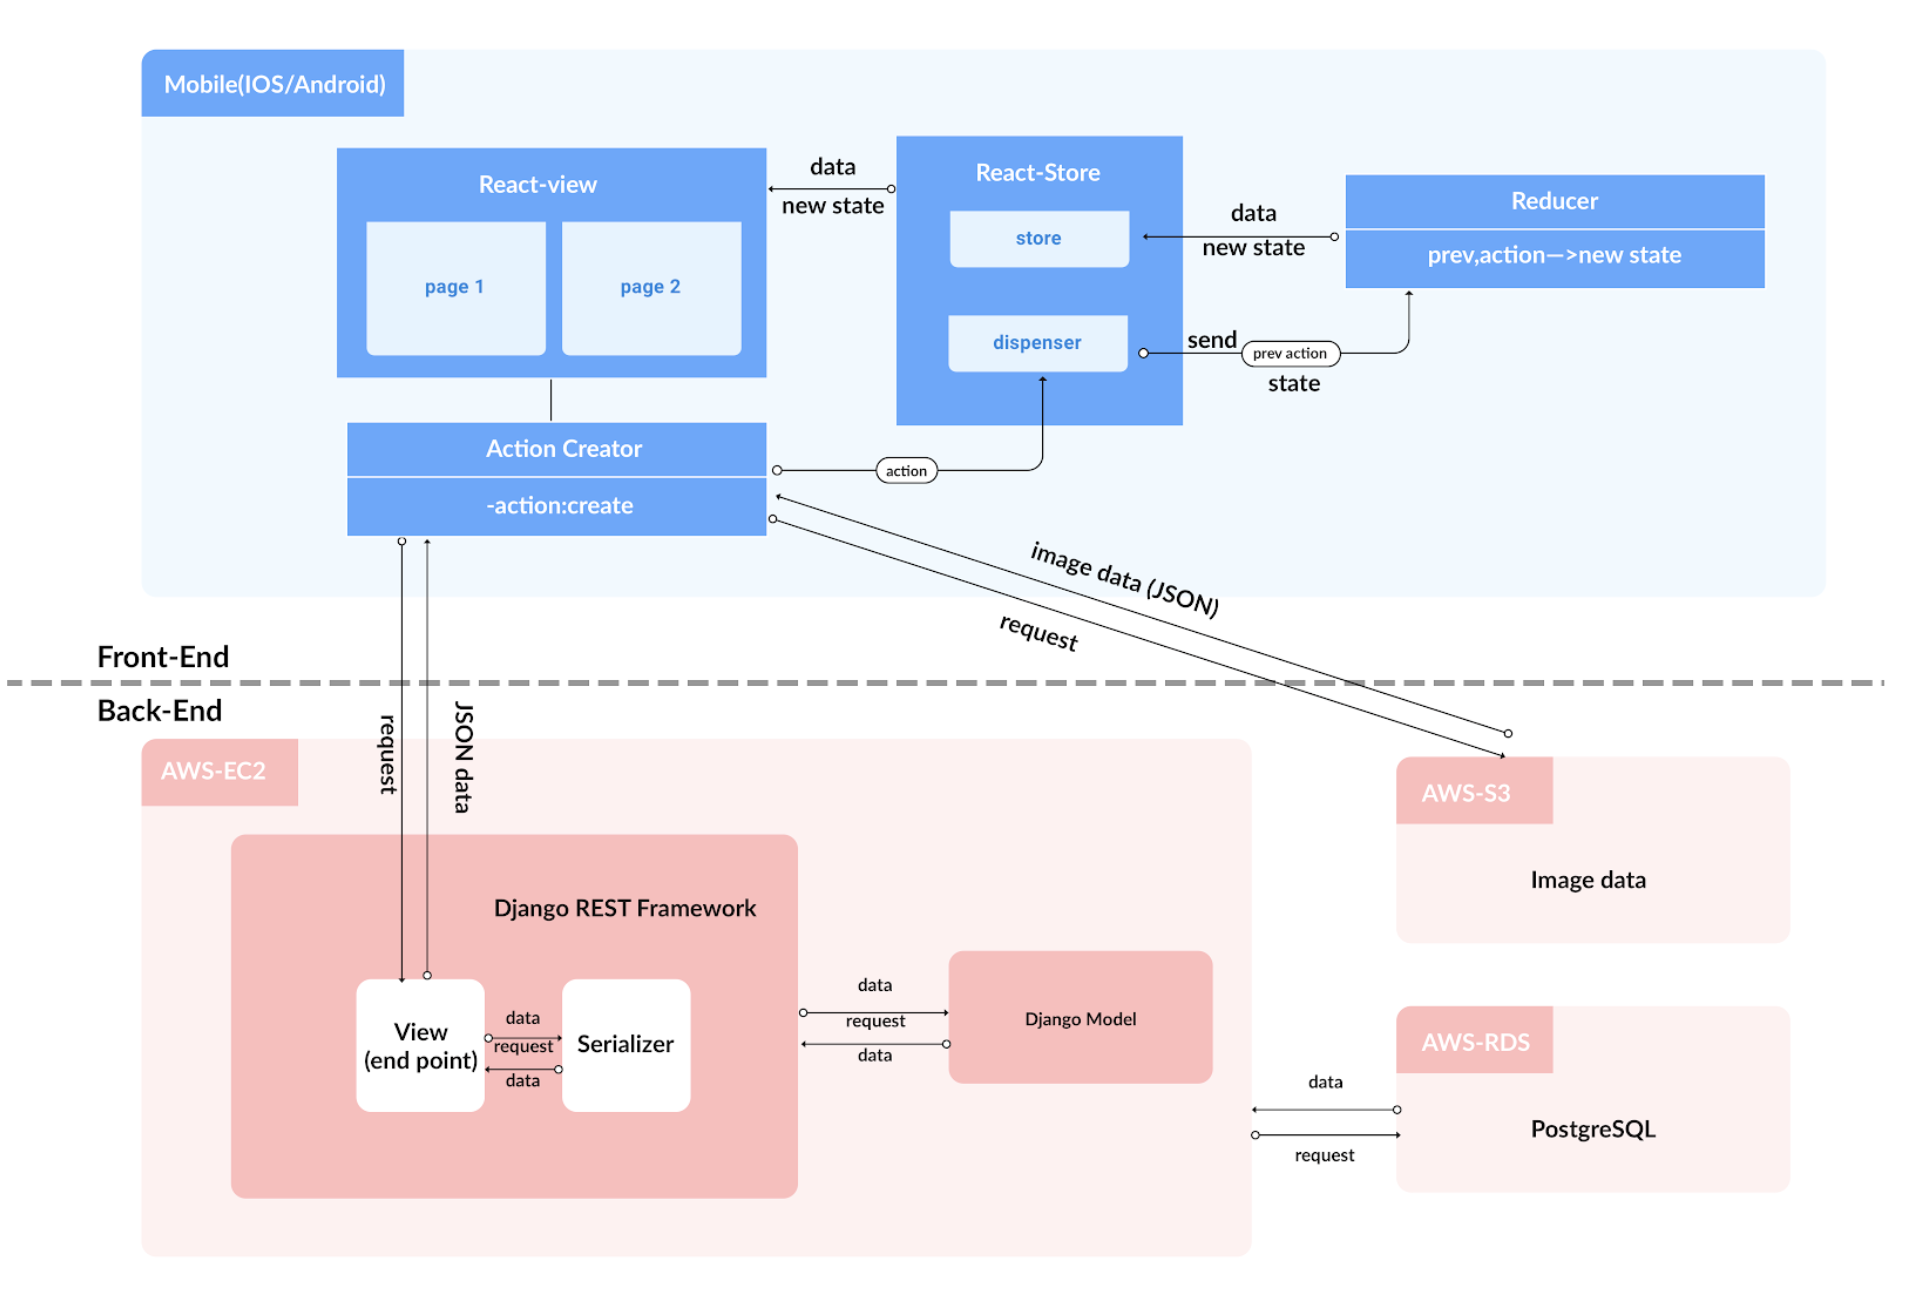 Mobile(IOS/Android)
React-view
page 1
page 2
data
new state
React-Store
store
dispenser
data
new state
Reducer
prev,action—>new state
send
prev action
state
Action Creator
-action:create
action
image data (JSON)
request
Front-End
Back-End
request
JSON data
AWS-EC2
Django REST Framework
View
(end point)
data
request
data
Serializer
data
request
data
Django Model
AWS-S3
Image data
data
request
AWS-RDS
PostgreSQL